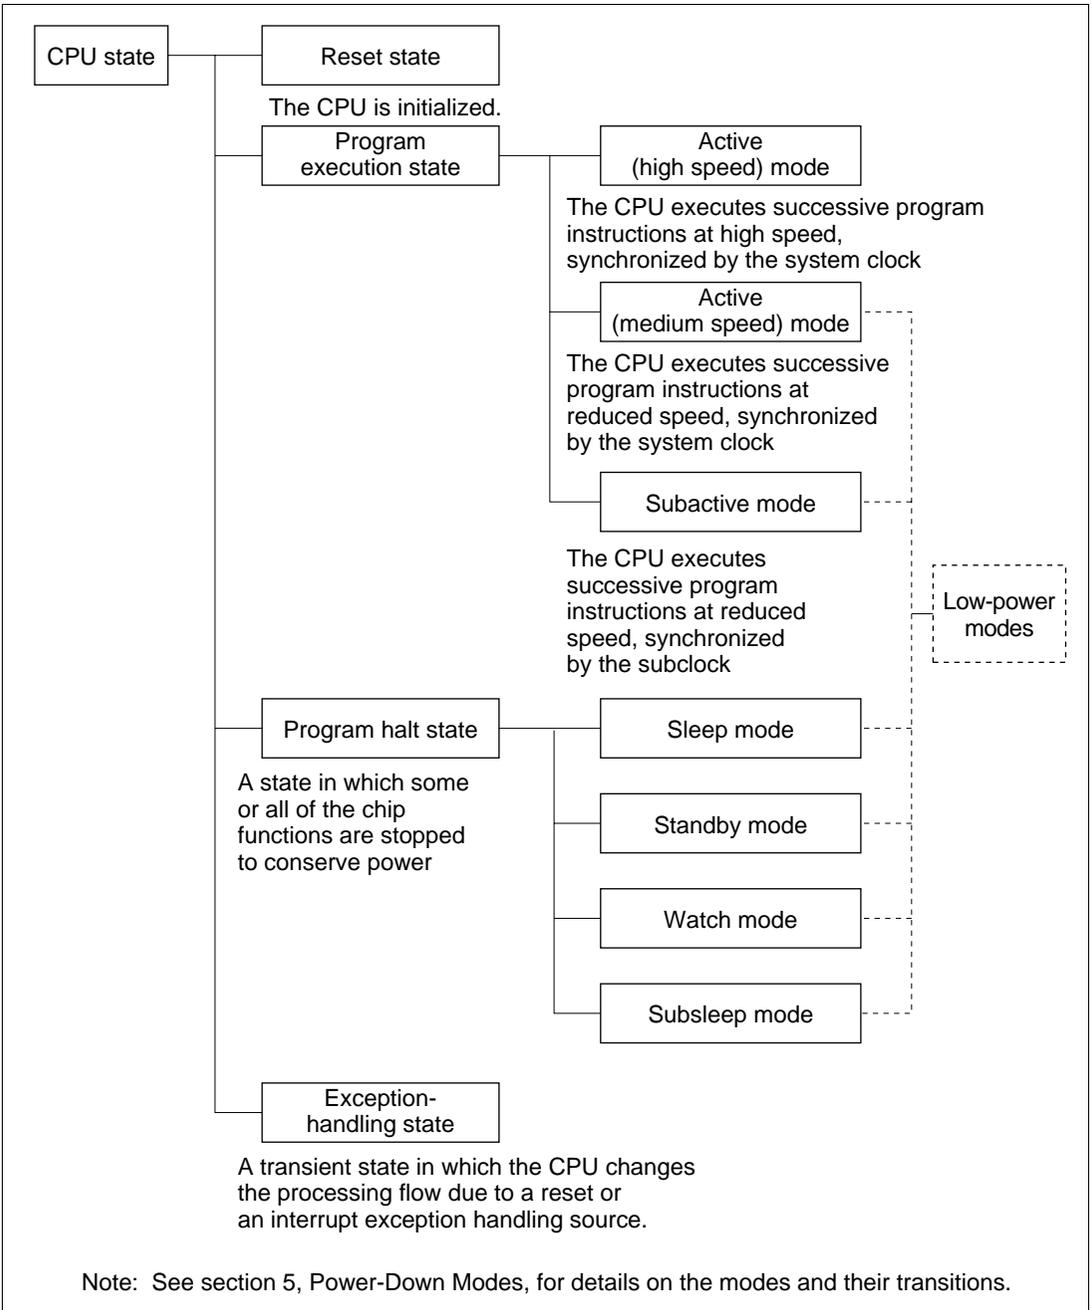 CPU state
Reset state
The CPU is initialized.
Program
execution state
Active
(high speed) mode
The CPU executes successive program
instructions at high speed,
synchronized by the system clock
Active
(medium speed) mode
The CPU executes successive
program instructions at
reduced speed, synchronized
by the system clock
Subactive mode
The CPU executes
successive program
instructions at reduced
speed, synchronized
by the subclock
Low-power
modes
Program halt state
A state in which some
or all of the chip
functions are stopped
to conserve power
Sleep mode
Standby mode
Watch mode
Subsleep mode
Exception-
handling state
A transient state in which the CPU changes
the processing flow due to a reset or
an interrupt exception handling source.
Note: See section 5, Power-Down Modes, for details on the modes and their transitions.